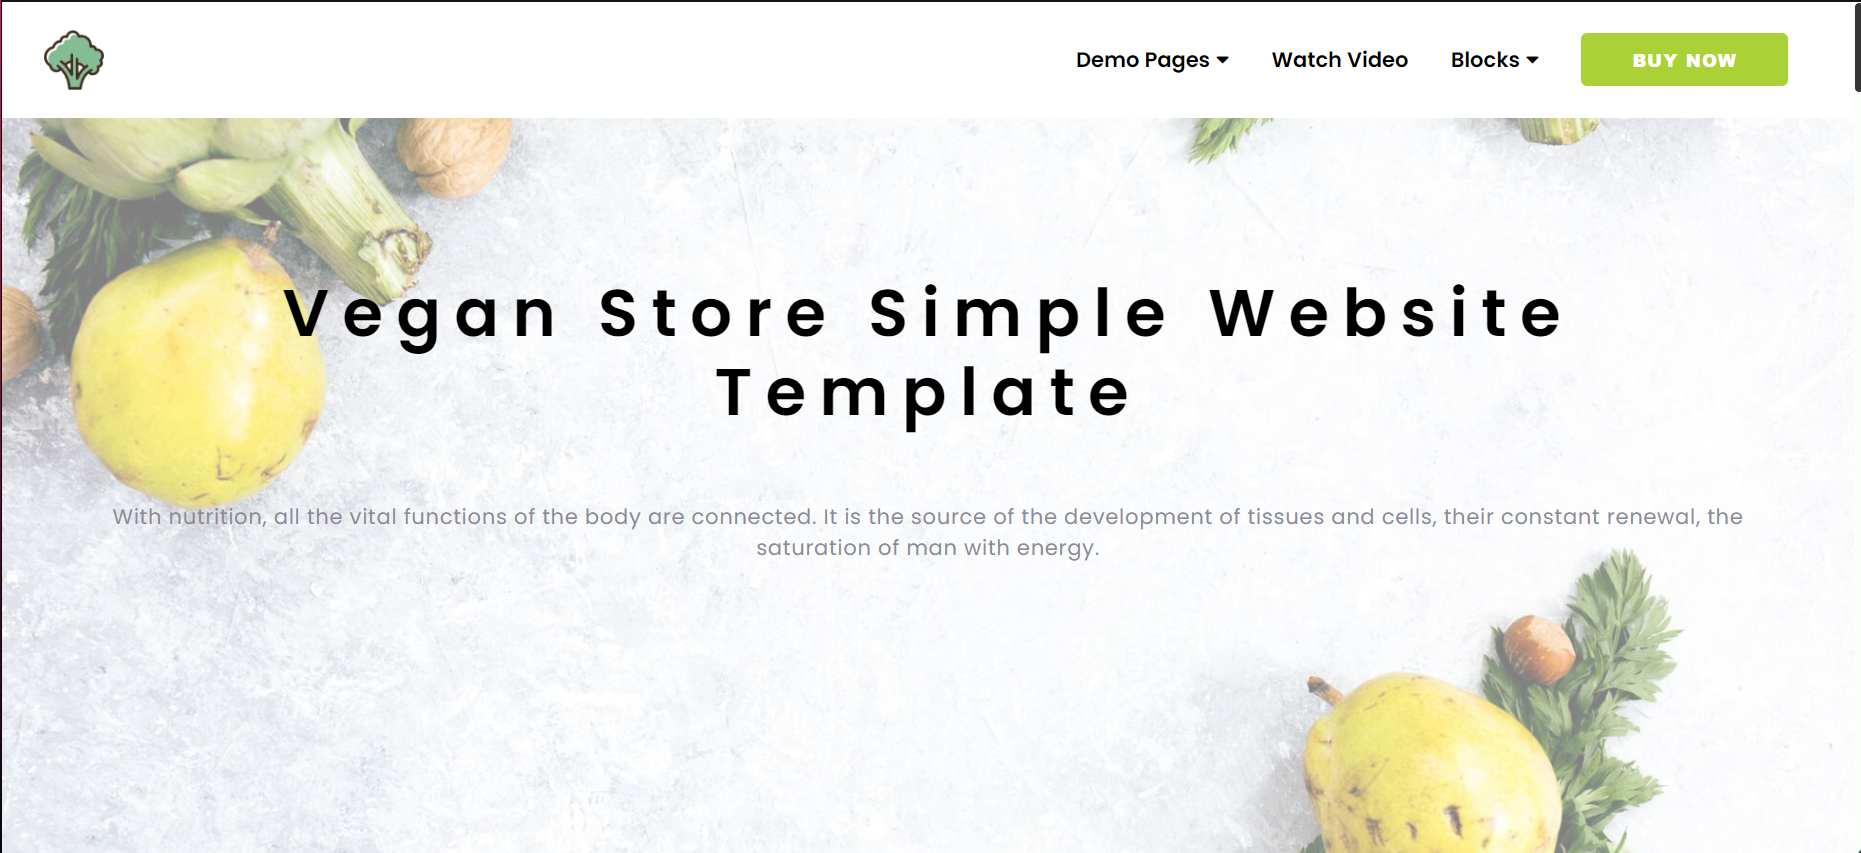 Demo Pages
Watch Video
Blocks
BUY NOW
Vegan Store Simple Website
Template
With nutrition, all the vital functions of the body are connected. It is the source of the development of tissues and cells, their constant renewal, the
saturation of man with energy.